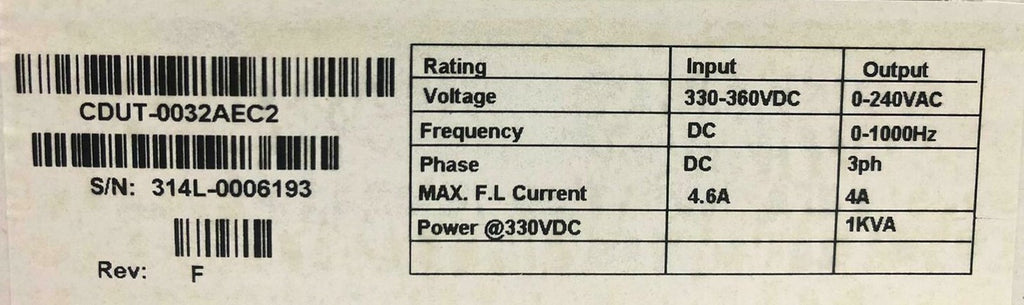 CDUT-0032AEC2
S/N: 314L-0006193
Rev: F
Rating Input Output
Voltage 330-360VDC 0-240VAC
Frequency DC 0-1000Hz
Phase DC 3ph
MAX. F.L Current 4.6A 4A
Power @330VDC 1KVA